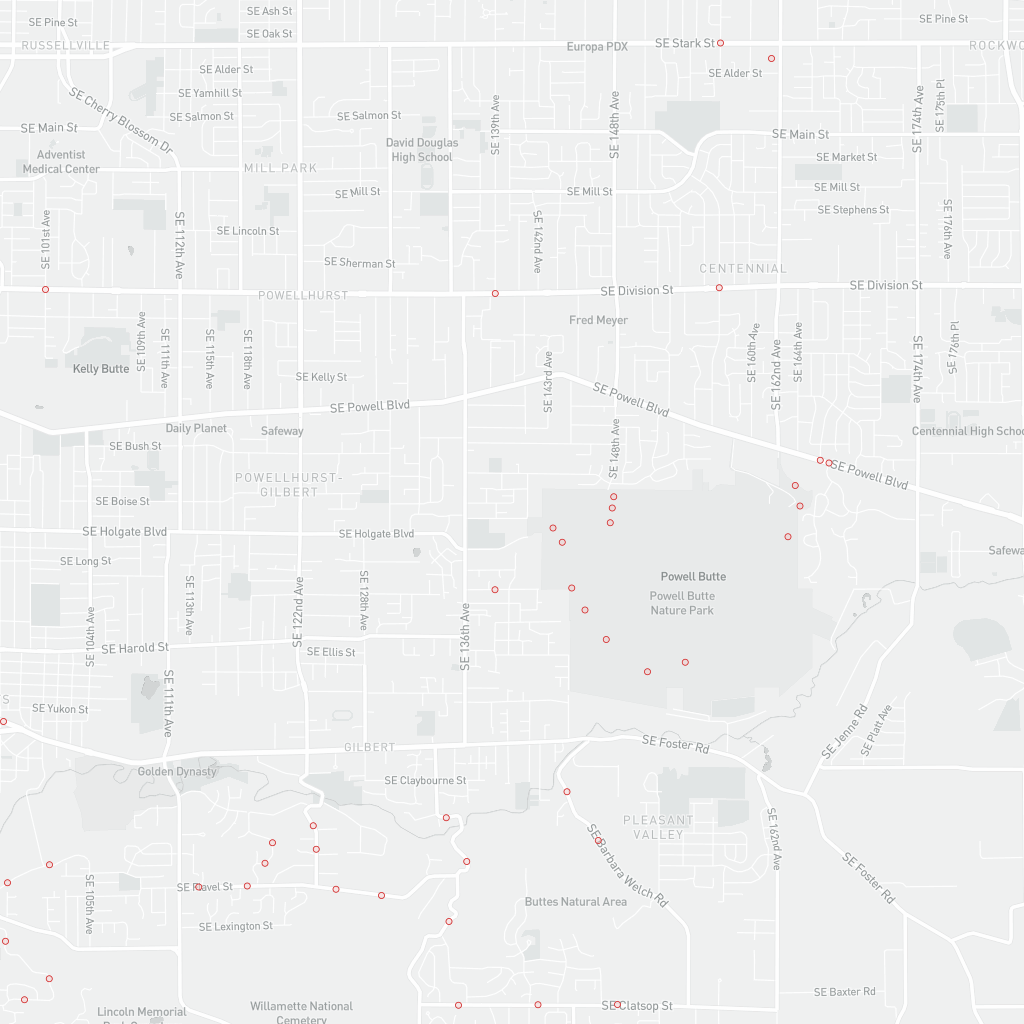 SE Ash St
SE Pine St
SE Pine St
SE Oak St
RUSSELLVILLE
Europa PDX
SE Stark St
SE Alder St
SE Alder St
SE Yamhill St
SE Cherry Blossom Dr
SE Salmon St
SE Salmon St
SE 139th Ave
SE 148th Ave
SE 174th Ave
SE 175th Pl
SE Main St
SE Main St
David Douglas
High School
Adventist
Medical Center
MILL PARK
SE Market St
SE Mill St
SE Mill St
SE Stephens St
SE 101st Ave
SE 112th Ave
SE Lincoln St
SE 142nd Ave
SE 176th Ave
SE Sherman St
CENTENNIAL
POWELLHURST
SE Division St
SE Division St
Fred Meyer
SE 109th Ave
SE 111th Ave
SE 115th Ave
SE 118th Ave
Kelly Butte
SE Kelly St
SE 143rd Ave
SE 160th Ave
SE 162nd Ave
SE 164th Ave
SE 174th Ave
SE 176th Pl
SE Powell Blvd
SE Powell Blvd
Daily Planet
Safeway
SE Bush St
SE 148th Ave
Centennial High School
SE Powell Blvd
POWELLHURST-
GILBERT
SE Boise St
SE Holgate Blvd
SE Holgate Blvd
SE Long St
SE 113th Ave
SE 104th Ave
SE 122nd Ave
SE 128th Ave
SE 136th Ave
Powell Butte
Powell Butte
Nature Park
SE Harold St
SE Ellis St
SE 111th Ave
SE Yukon St
SE Jenne Rd
SE Platt Ave
GILBERT
SE Foster Rd
Golden Dynasty
SE Claybourne St
PLEASANT
VALLEY
SE 162nd Ave
SE Barbara Welch Rd
SE Foster Rd
SE 105th Ave
SE Flavel St
Buttes Natural Area
SE Lexington St
SE Baxter Rd
SE Clatsop St
Lincoln Memorial
Willamette National
Cemetery